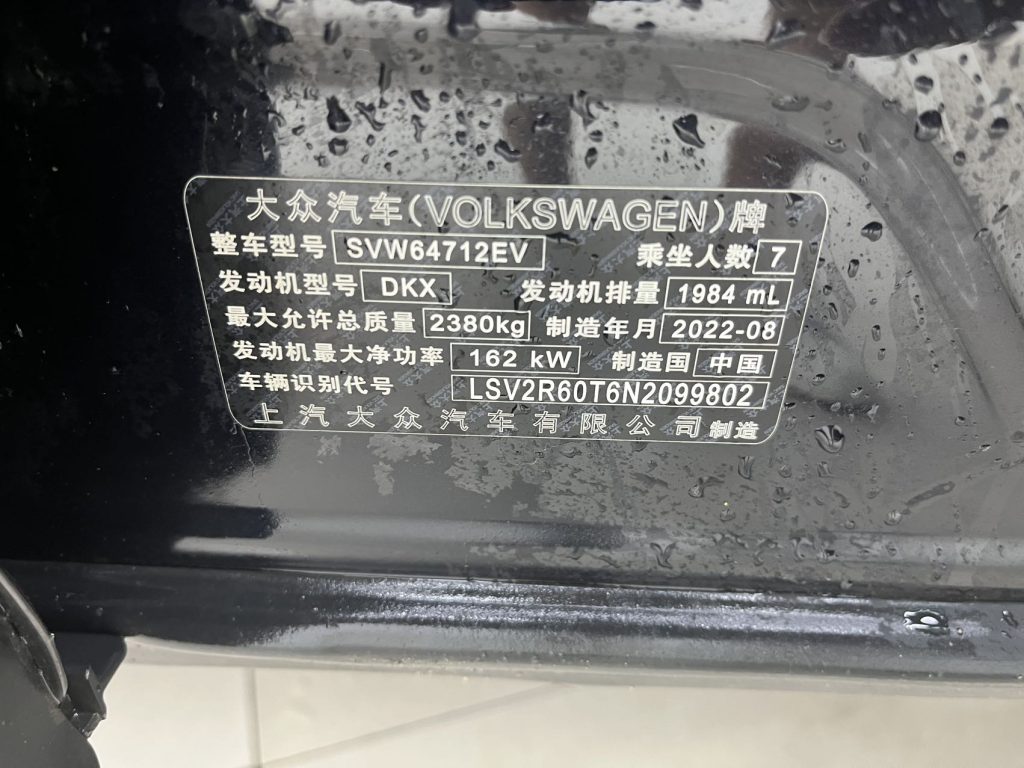 大众汽车(VOLKSWAGEN)牌
整车型号 SVW64712EV 乘坐人数 7
发动机型号 DKX 发动机排量 1984 mL
最大允许总质量 2380kg 制造年月 2022-08
发动机最大净功率 162 kW 制造国 中国
车辆识别代号 LSV2R60T6N2099802
上汽大众汽车有限公司制造